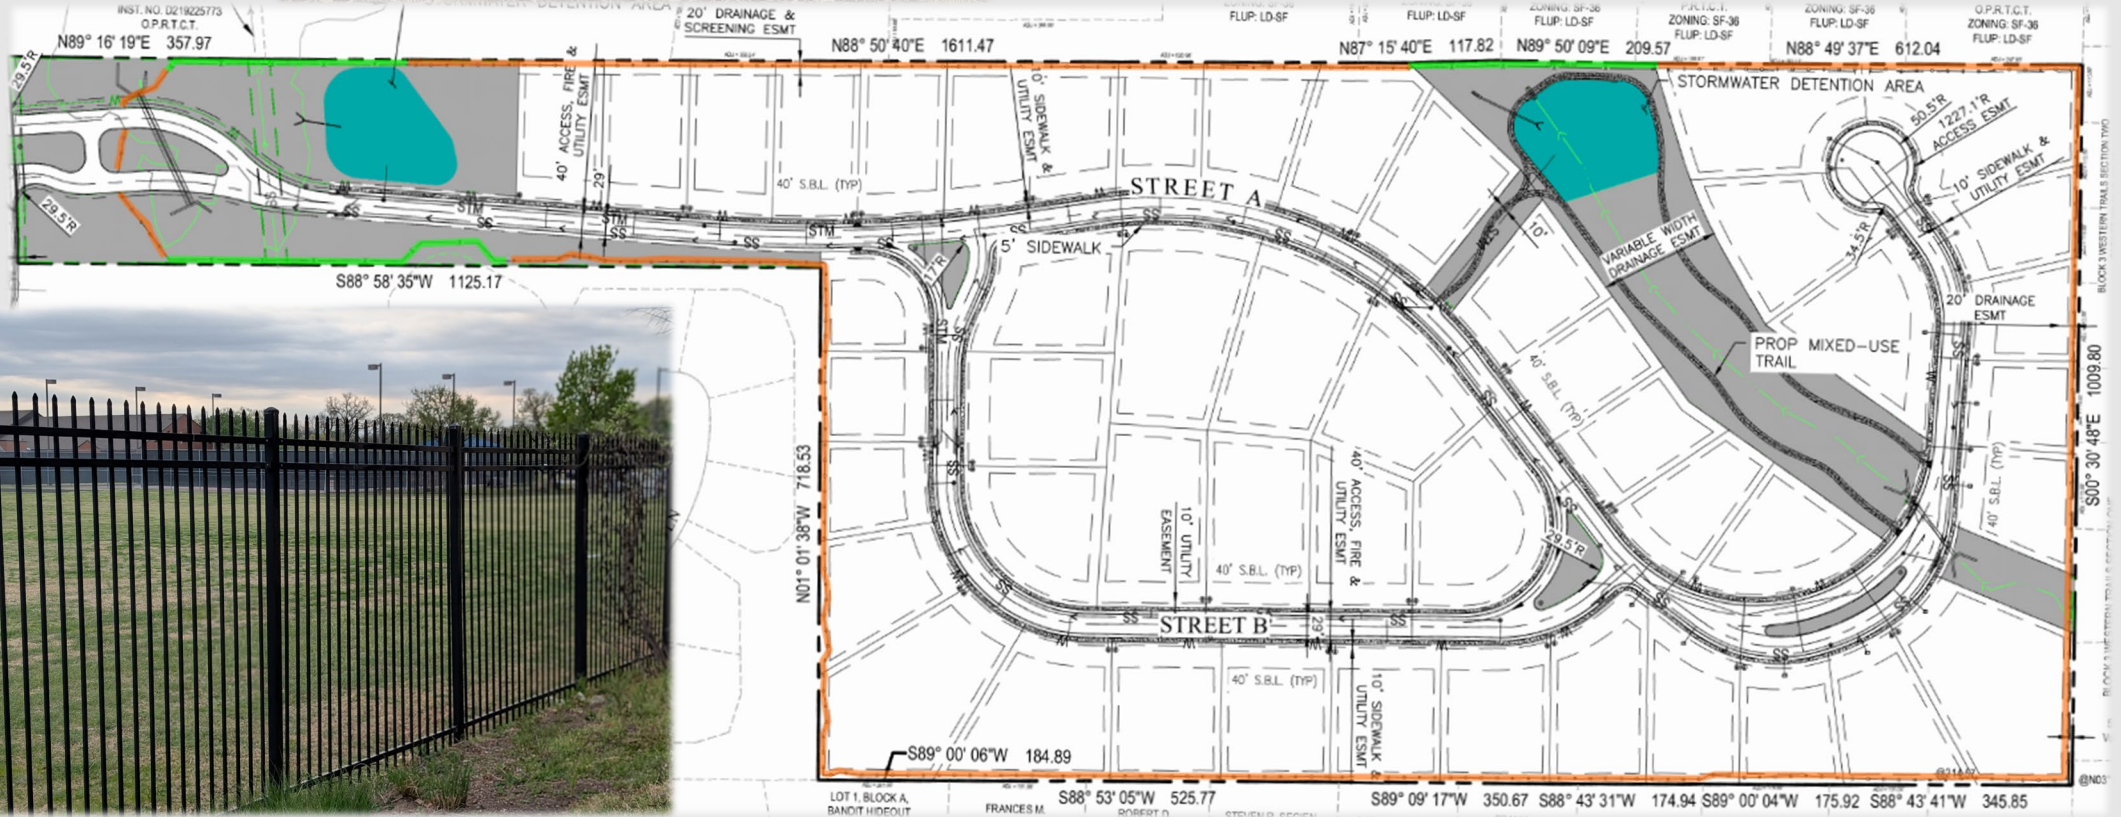 INST. NO. D219225773
O.P.R.T.C.T.
N89° 16' 19"E 357.97
20' DRAINAGE &
SCREENING ESMT
N88° 50' 40"E 1611.47
FLUP: LD-SF
FLUP: LD-SF
ZONING: SF-36
FLUP: LD-SF
ZONING: SF-36
FLUP: LD-SF
ZONING: SF-36
FLUP: LD-SF
O.P.R.T.C.T.
ZONING: SF-36
FLUP: LD-SF
N87° 15' 40"E 117.82
N89° 50' 09"E 209.57
N88° 49' 37"E 612.04
29.5'R
29.5'R
40' ACCESS, FIRE &
UTILITY ESMT
29'
10' SIDEWALK &
UTILITY ESMT
40' S.B.L. (TYP)
STREET A
STORMWATER DETENTION AREA
50.5'R
1227.1'R
ACCESS ESMT
10' SIDEWALK &
UTILITY ESMT
34.5'R
STM
SS
STM
SS
STM
SS
5' SIDEWALK
17'R
10'
VARIABLE WIDTH
DRAINAGE ESMT
20' DRAINAGE
ESMT
PROP MIXED-USE
TRAIL
S88° 58' 35"W 1125.17
40' S.B.L. (TYP)
40' S.B.L. (TYP)
BLOCK 3 WESTERN TRAILS SECTION TWO
S00° 30' 48"E 1009.80
N01° 01' 38"W 718.53
10' UTILITY
EASEMENT
40' ACCESS, FIRE &
UTILITY ESMT
40' S.B.L. (TYP)
29.5'R
STREET B
29'
40' S.B.L. (TYP)
10' SIDEWALK &
UTILITY ESMT
S89° 00' 06"W 184.89
LOT 1, BLOCK A,
BANDIT HIDEOUT
FRANCES M.
S88° 53' 05"W 525.77
ROBERT D.
S89° 09' 17"W 350.67
S88° 43' 31"W 174.94
S89° 00' 04"W 175.92
S88° 43' 41"W 345.85